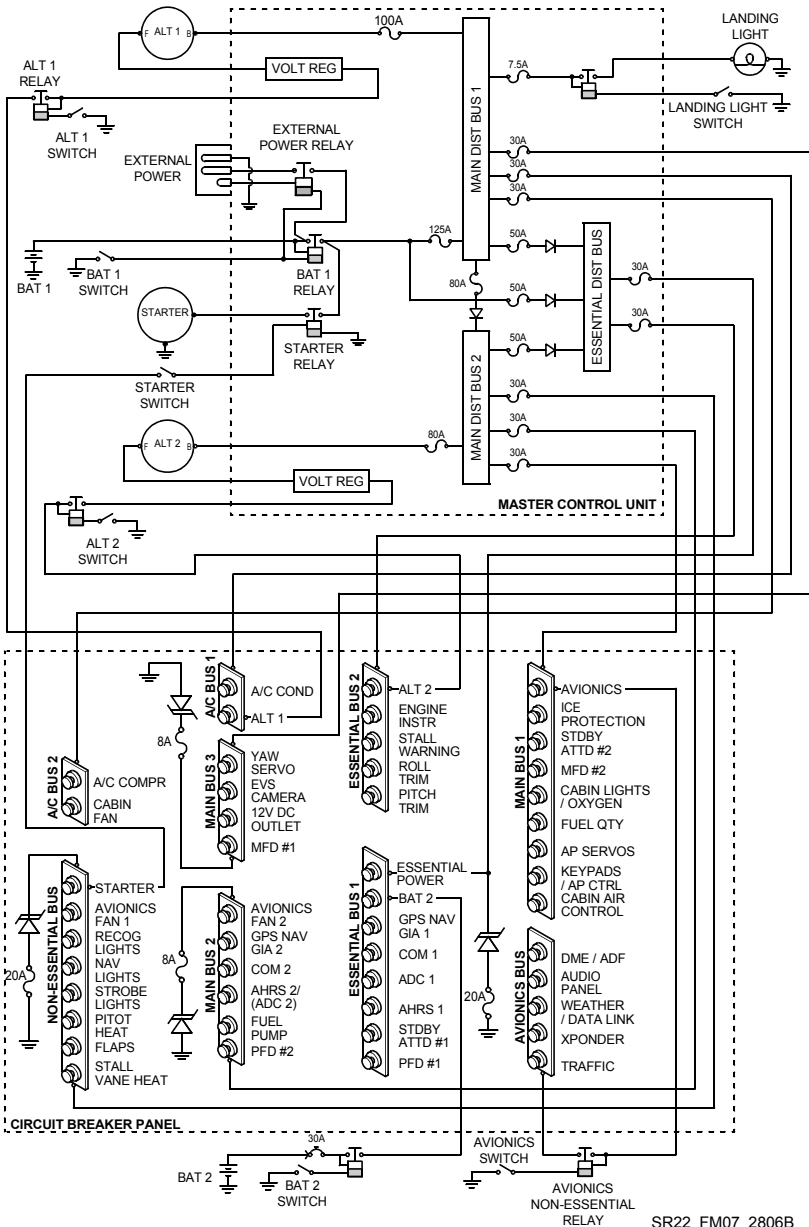 ALT 1
F
B
100A
VOLT REG
ALT 1
RELAY
ALT 1
SWITCH
EXTERNAL
POWER
EXTERNAL
POWER RELAY
LANDING
LIGHT
7.5A
LANDING LIGHT
SWITCH
MAIN DIST BUS 1
30A
30A
30A
125A
50A
30A
80A
50A
30A
50A
ESSENTIAL DIST BUS
BAT 1
BAT 1
SWITCH
BAT 1
RELAY
STARTER
STARTER
RELAY
STARTER
SWITCH
MAIN DIST BUS 2
30A
30A
30A
ALT 2
F
B
80A
VOLT REG
MASTER CONTROL UNIT
ALT 2
SWITCH
A/C BUS 1
A/C COND
ALT 1
8A
MAIN BUS 3
YAW
SERVO
EVS
CAMERA
12V DC
OUTLET
MFD #1
A/C BUS 2
A/C COMPR
CABIN
FAN
ESSENTIAL BUS 2
ALT 2
ENGINE
INSTR
STALL
WARNING
ROLL
TRIM
PITCH
TRIM
MAIN BUS 1
AVIONICS
ICE
PROTECTION
STDBY
ATTD #2
MFD #2
CABIN LIGHTS
/ OXYGEN
FUEL QTY
AP SERVOS
KEYPADS
/ AP CTRL
CABIN AIR
CONTROL
NON-ESSENTIAL BUS
STARTER
AVIONICS
FAN 1
RECOG
LIGHTS
NAV
LIGHTS
STROBE
LIGHTS
PITOT
HEAT
FLAPS
STALL
VANE HEAT
20A
8A
MAIN BUS 2
AVIONICS
FAN 2
GPS NAV
GIA 2
COM 2
AHRS 2/
(ADC 2)
FUEL
PUMP
PFD #2
ESSENTIAL BUS 1
ESSENTIAL
POWER
BAT 2
GPS NAV
GIA 1
COM 1
ADC 1
AHRS 1
STDBY
ATTD #1
PFD #1
20A
AVIONICS BUS
DME / ADF
AUDIO
PANEL
WEATHER
/ DATA LINK
XPONDER
TRAFFIC
CIRCUIT BREAKER PANEL
BAT 2
30A
BAT 2
SWITCH
AVIONICS
SWITCH
AVIONICS
NON-ESSENTIAL
RELAY
SR22_FM07_2806B